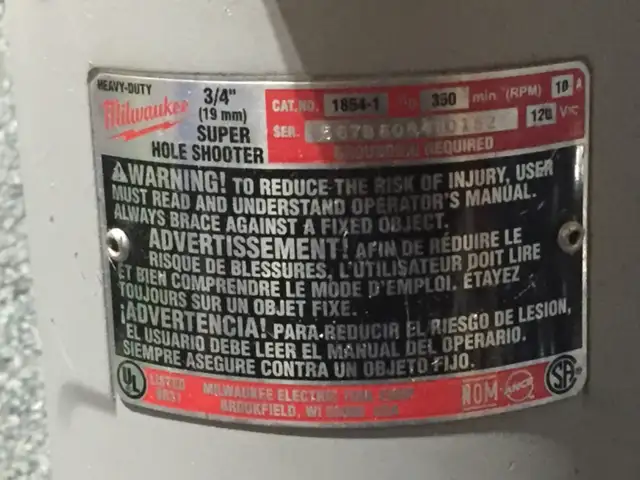 HEAVY-DUTY
Milwaukee
3/4"
(19 mm)
SUPER
HOLE SHOOTER
CAT.NO. 1854-1 350 min. (RPM) 10 A
SER. 120
REQUIRED
⚠WARNING! TO REDUCE THE RISK OF INJURY, USER
MUST READ AND UNDERSTAND OPERATOR'S MANUAL.
ALWAYS BRACE AGAINST A FIXED OBJECT.
ADVERTISSEMENT! AFIN DE RÉDUIRE LE
RISQUE DE BLESSURES, L'UTILISATEUR DOIT LIRE
ET BIEN COMPRENDRE LE MODE D'EMPLOI. ÉTAYEZ
TOUJOURS SUR UN OBJET FIXE.
¡ADVERTENCIA! PARA REDUCIR EL RIESGO DE LESION,
EL USUARIO DEBE LEER EL MANUAL DEL OPERARIO.
SIEMPRE ASEGURE CONTRA UN OBJETO FIJO.
UL LISTED
MILWAUKEE ELECTRIC TOOL CORP.
BROOKFIELD, WI
ROM ANCE SA